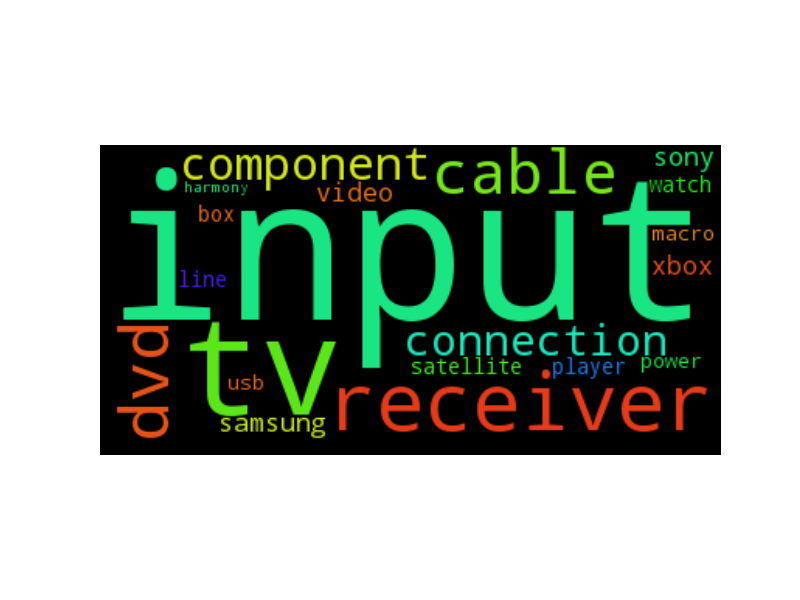 component
cable
sony
harmony
video
watch
box
input
macro
line
xbox
dvd
tv
connection
satellite
player
power
usb
receiver
samsung